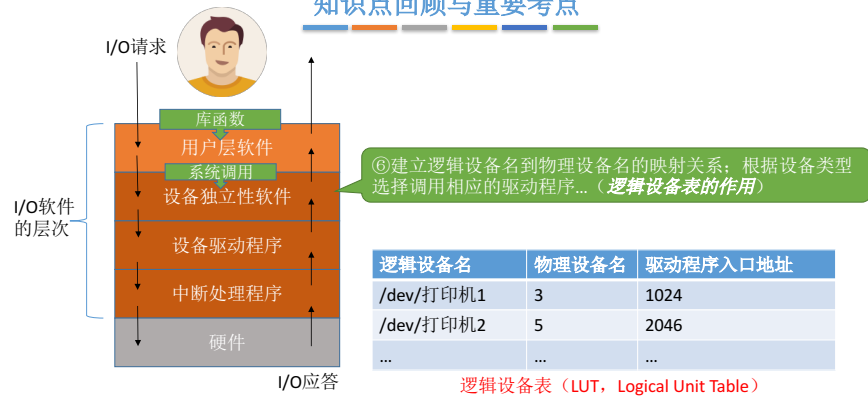 知识点回顾与重要考点
I/O请求
库函数
用户层软件
系统调用
设备独立性软件
⑥建立逻辑设备名到物理设备名的映射关系；根据设备类型
选择调用相应的驱动程序…（逻辑设备表的作用）
I/O软件
的层次
设备驱动程序
中断处理程序
硬件
I/O应答
逻辑设备名 物理设备名 驱动程序入口地址
/dev/打印机1 3 1024
/dev/打印机2 5 2046
… … …
逻辑设备表（LUT，Logical Unit Table）